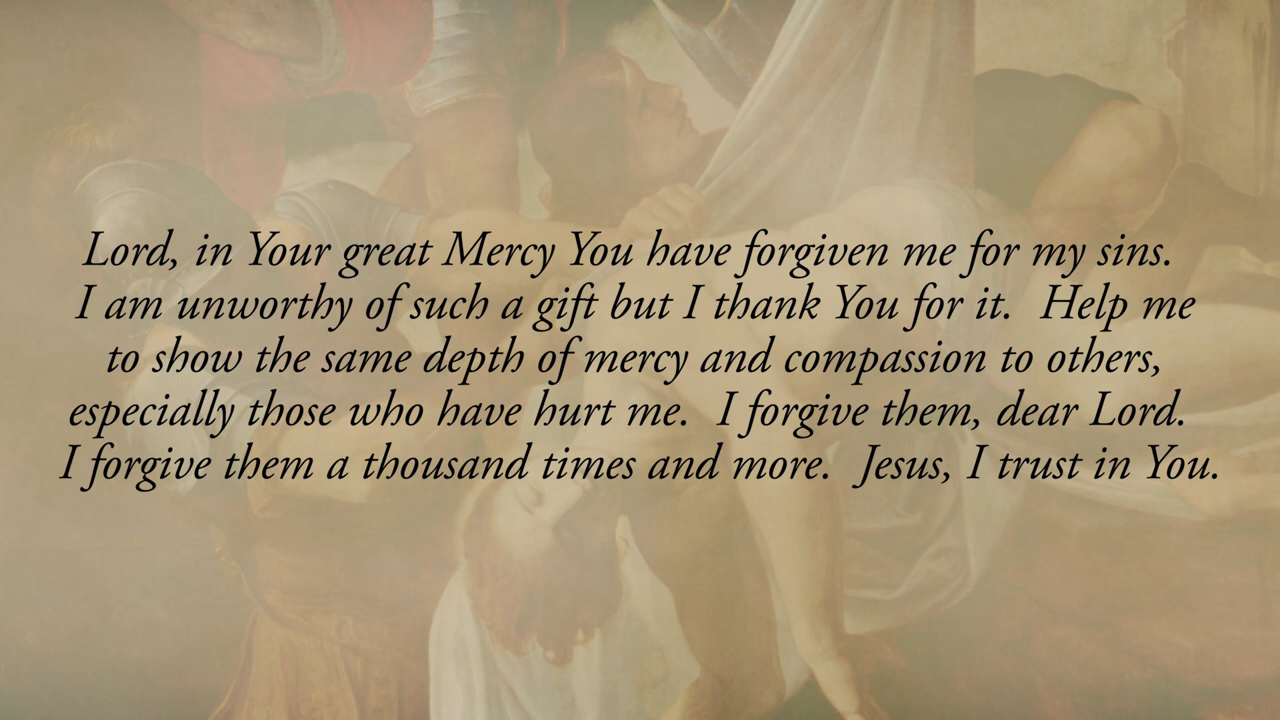 Lord, in Your great Mercy You have forgiven me for my sins.
I am unworthy of such a gift but I thank You for it.  Help me
to show the same depth of mercy and compassion to others,
especially those who have hurt me.  I forgive them, dear Lord.
I forgive them a thousand times and more.  Jesus, I trust in You.